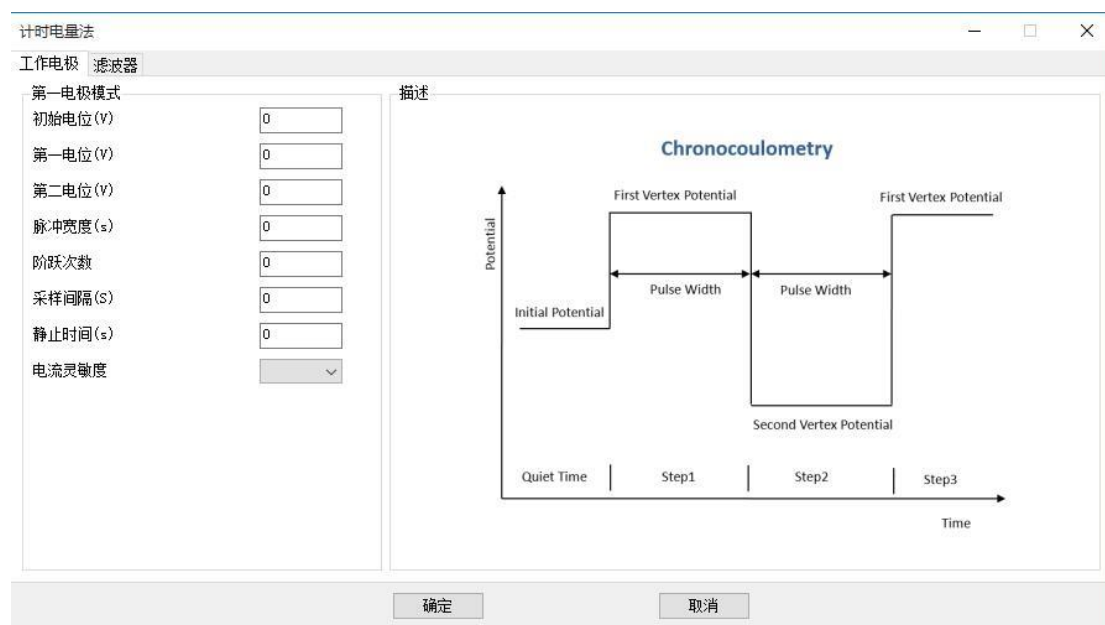 计时电量法
工作电极 滤波器
第一电极模式
初始电位(V) 0
第一电位(V) 0
第二电位(V) 0
脉冲宽度(s) 0
阶跃次数 0
采样间隔(S) 0
静止时间(s) 0
电流灵敏度
描述
Chronocoulometry
First Vertex Potential
First Vertex Potential
Potential
Pulse Width
Pulse Width
Initial Potential
Second Vertex Potential
Quiet Time
Step1
Step2
Step3
Time
确定
取消